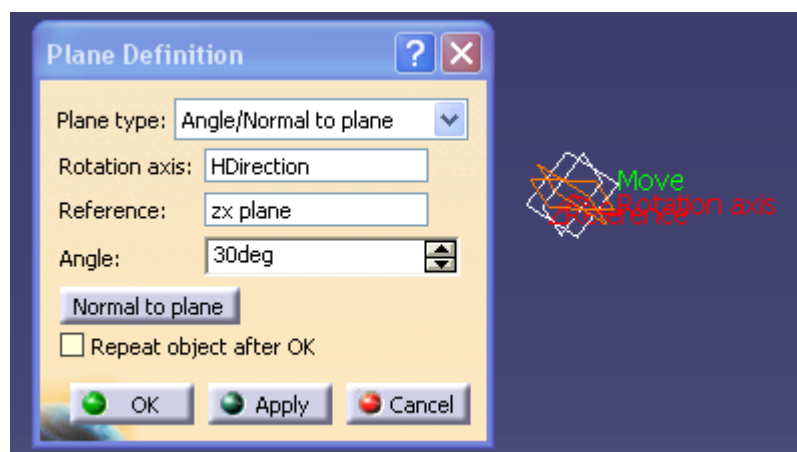 Plane Definition
?
Plane type: Angle/Normal to plane
Rotation axis: HDirection
Reference: zx plane
Angle: 30deg
Normal to plane
Repeat object after OK
OK Apply Cancel
Move
Rotation axis
Reference